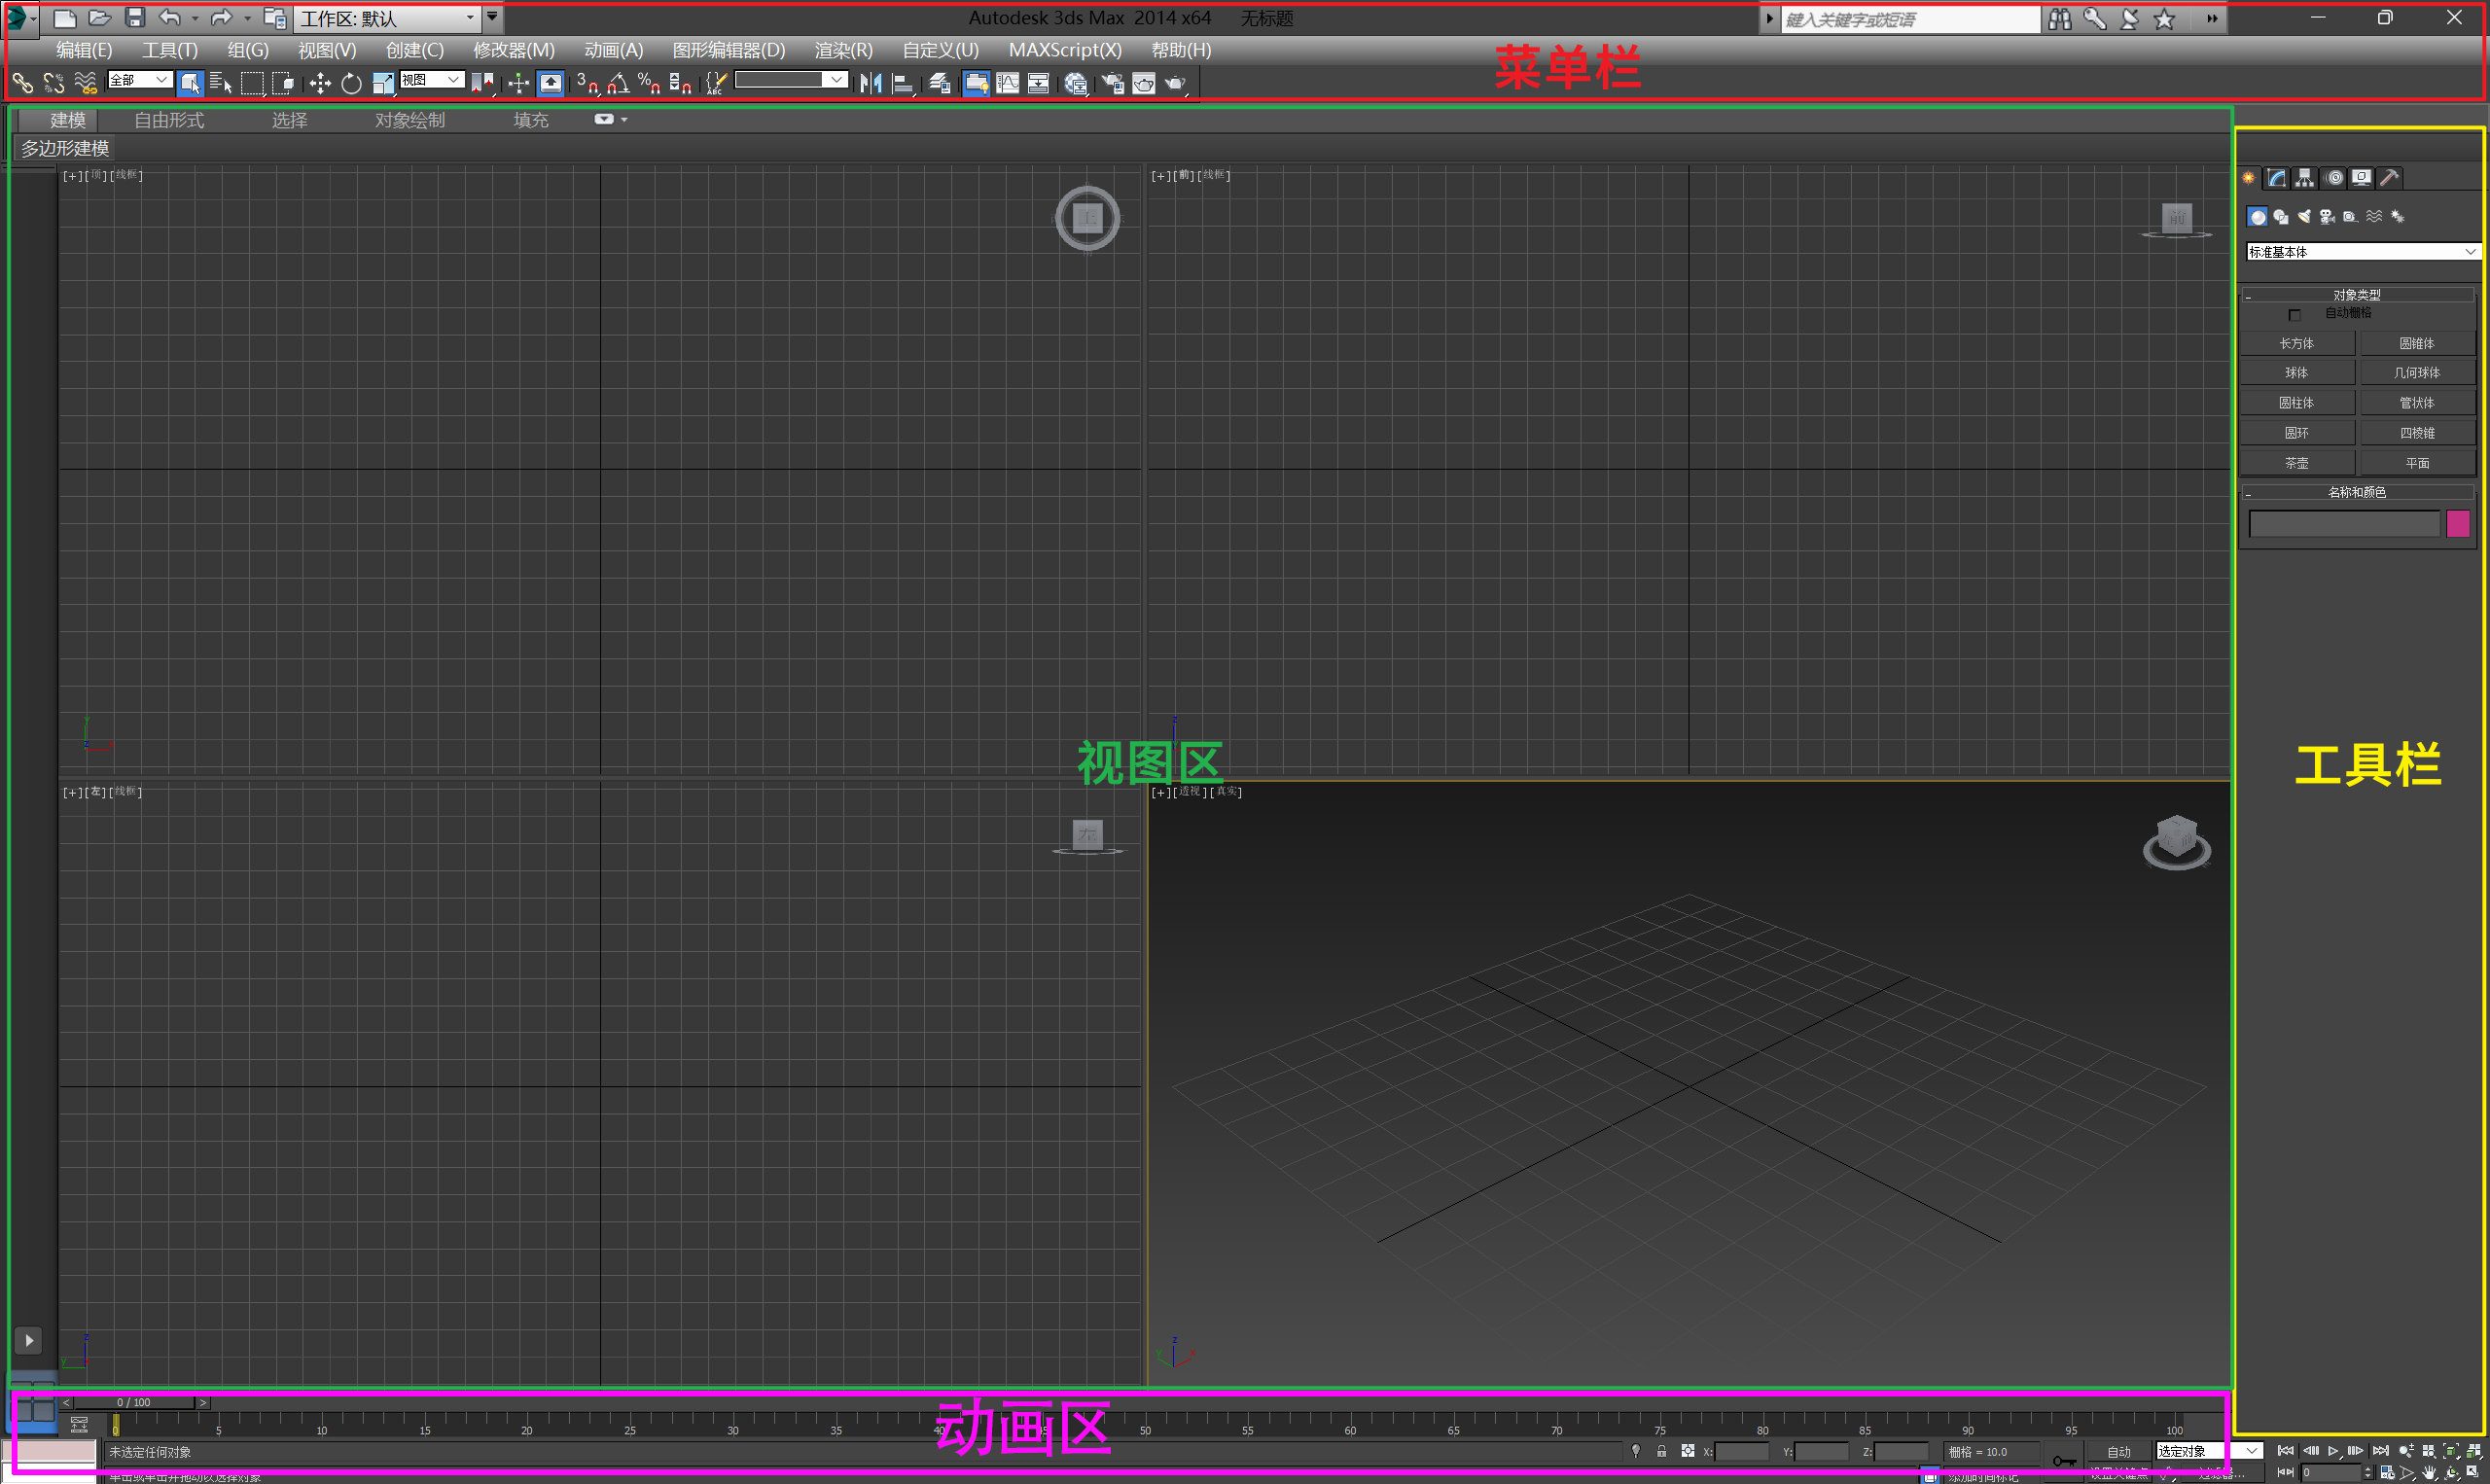 工作区: 默认
Autodesk 3ds Max 2014 x64 无标题
键入关键字或短语
编辑(E) 工具(T) 组(G) 视图(V) 创建(C) 修改器(M) 动画(A) 图形编辑器(D) 渲染(R) 自定义(U) MAXScript(X) 帮助(H)
菜单栏
全部 视图 3 % ABC
建模 自由形式 选择 对象绘制 填充
多边形建模
[+][顶][线框]
上
[+][前][线框]
前
标准基本体
对象类型
自动栅格
长方体 圆锥体
球体 几何球体
圆柱体 管状体
圆环 四棱锥
茶壶 平面
名称和颜色
视图区
工具栏
[+][左][线框]
左
[+][透视][真实]
动画区
< 0 / 100 >
0 5 10 15 20 25 30 35 50 55 60 65 70 75 80 85 90 95 100
未选定任何对象 X: Y: Z: 栅格 = 10.0 自动 选定对象
单击或单击并拖动以选择对象 添加时间标记 设置关键点 过滤器... 0